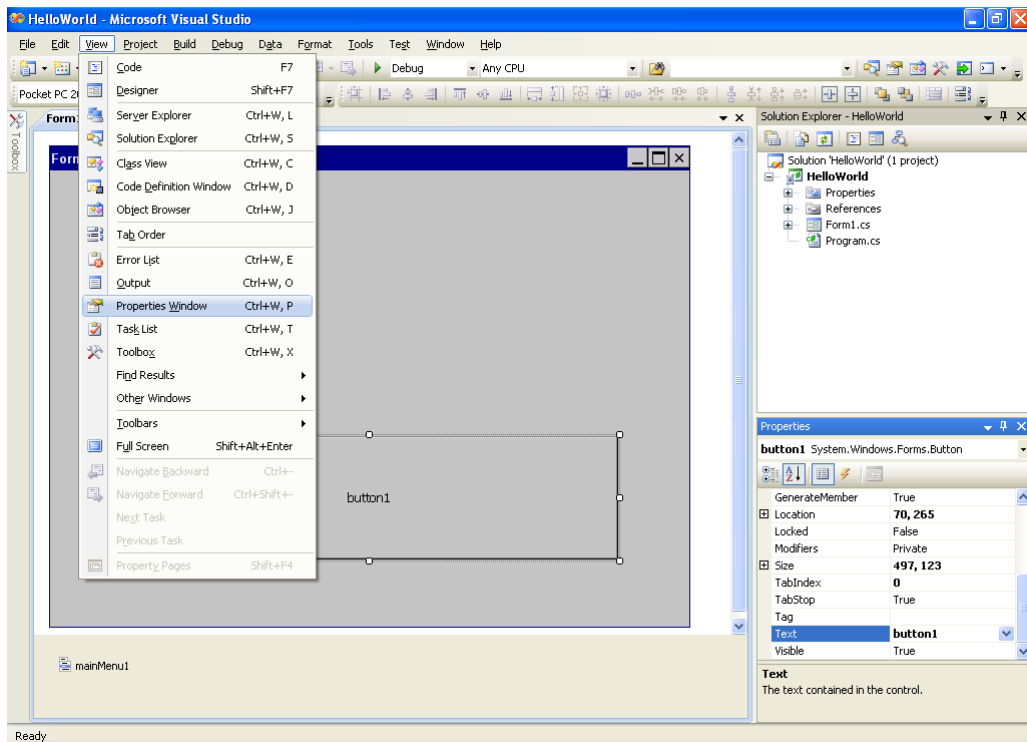 HelloWorld - Microsoft Visual Studio
File Edit View Project Build Debug Data Format Tools Test Window Help
Debug Any CPU
Pocket PC 20
Toolbox
Form1
Form
Code F7
Designer Shift+F7
Server Explorer Ctrl+W, L
Solution Explorer Ctrl+W, S
Class View Ctrl+W, C
Code Definition Window Ctrl+W, D
Object Browser Ctrl+W, J
Tab Order
Error List Ctrl+W, E
Output Ctrl+W, O
Properties Window Ctrl+W, P
Task List Ctrl+W, T
Toolbox Ctrl+W, X
Find Results
Other Windows
Toolbars
Full Screen Shift+Alt+Enter
Navigate Backward Ctrl+-
Navigate Forward Ctrl+Shift+-
Next Task
Previous Task
Property Pages Shift+F4
button1
mainMenu1
Solution Explorer - HelloWorld
Solution 'HelloWorld' (1 project)
HelloWorld
Properties
References
Form1.cs
Program.cs
Properties
button1 System.Windows.Forms.Button
GenerateMember True
Location 70, 265
Locked False
Modifiers Private
Size 497, 123
TabIndex 0
TabStop True
Tag
Text button1
Visible True
Text
The text contained in the control.
Ready